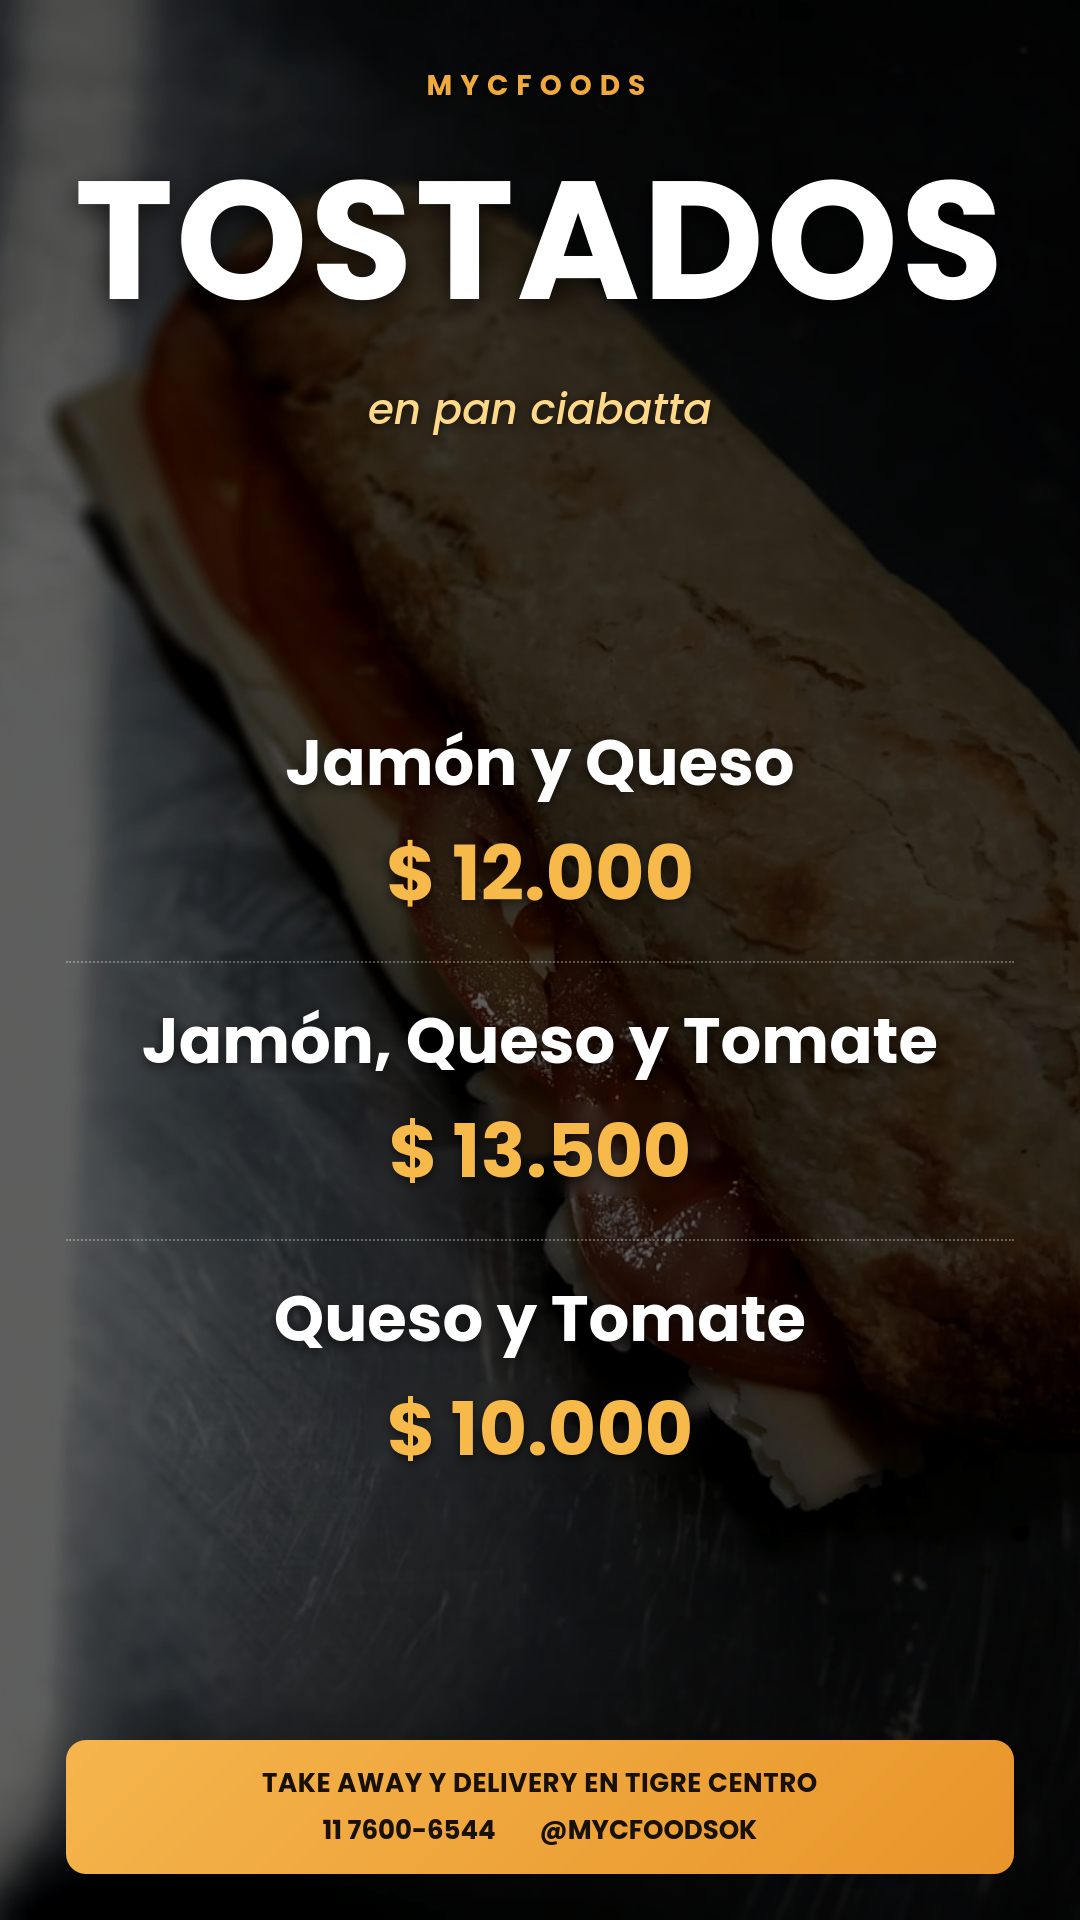 MYCFOODS
TOSTADOS
en pan ciabatta
Jamón y Queso
$ 12.000
Jamón, Queso y Tomate
$ 13.500
Queso y Tomate
$ 10.000
TAKE AWAY Y DELIVERY EN TIGRE CENTRO
11 7600-6544 @MYCFOODSOK